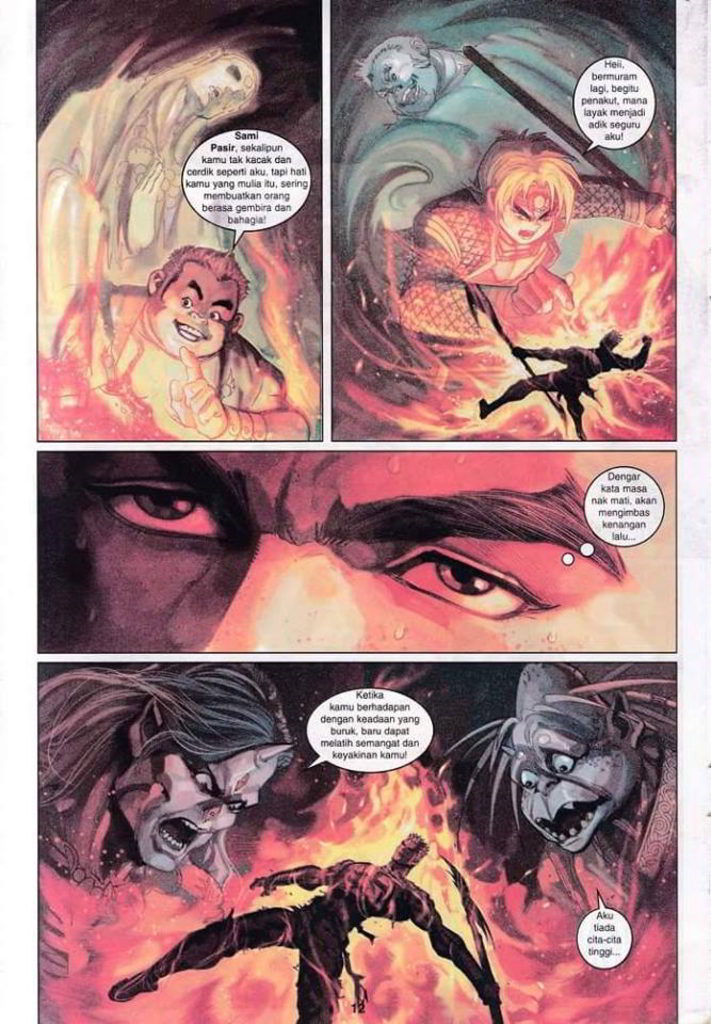 Sami
Pasir, sekalipun
kamu tak kacak dan
cerdik seperti aku, tapi hati
kamu yang mulia itu, sering
membuatkan orang
berasa gembira dan
bahagia!
Heii,
bermuram
lagi, begitu
penakut, mana
layak menjadi
adik seguru
aku!
Dengar
kata masa
nak mati, akan
mengimbas
kenangan
lalu...
Ketika
kamu berhadapan
dengan keadaan yang
buruk, baru dapat
melatih semangat dan
keyakinan kamu!
Aku
tiada
cita-cita
tinggi...
12